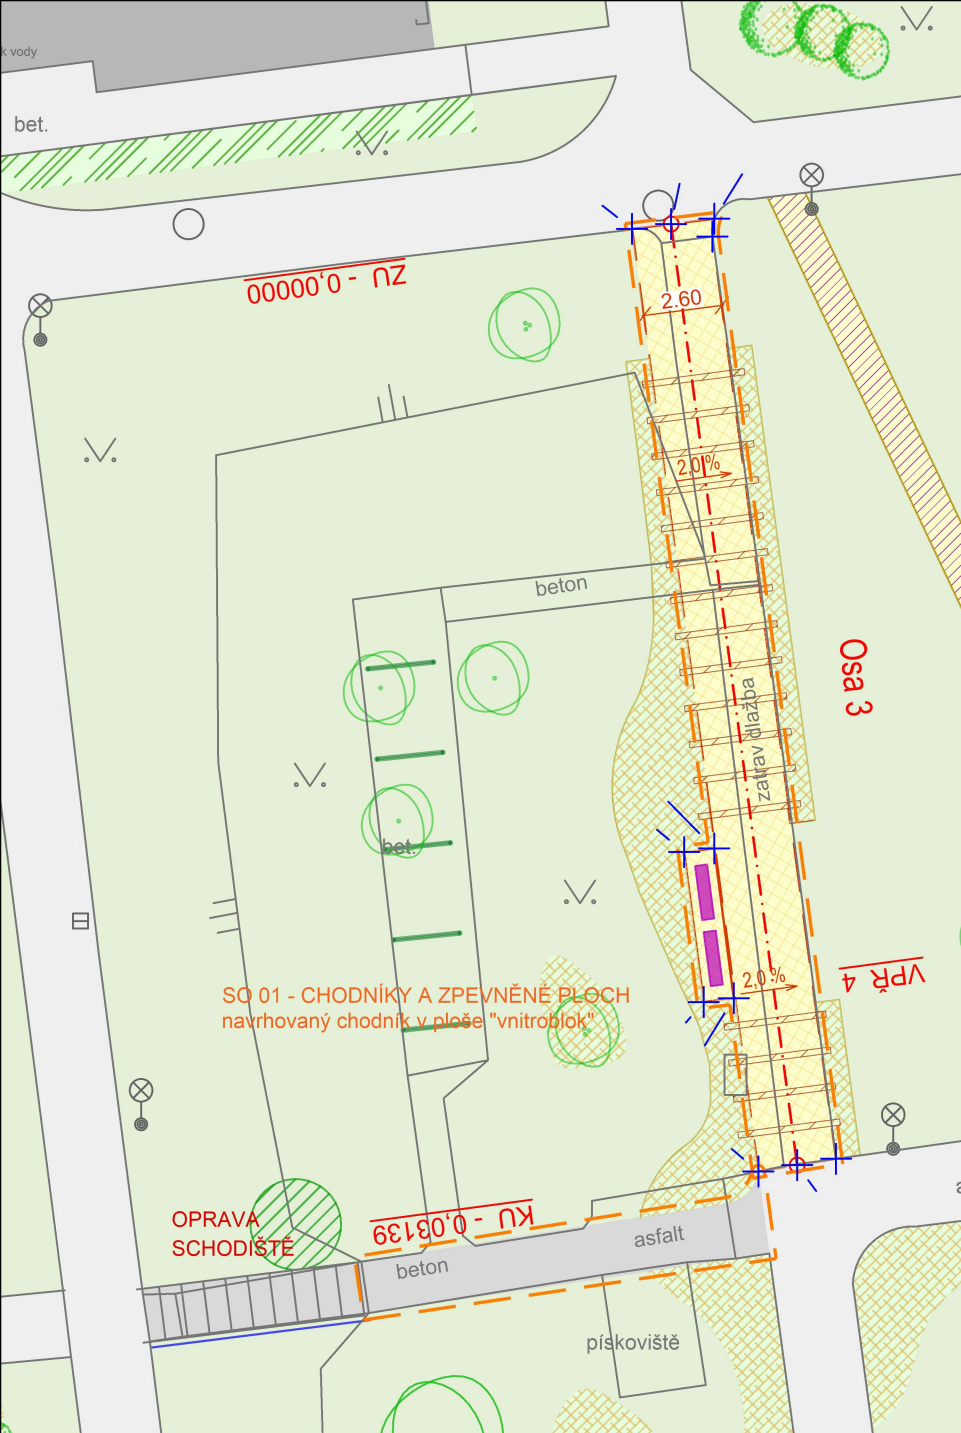 k vody
bet.
ZU - 0,00000
2.60
2,0%
beton
Osa 3
zatrav dlažba
bet.
VPŘ 4
2,0%
SO 01 - CHODNÍKY A ZPEVNĚNÉ PLOCH
navrhovaný chodník v ploše "vnitroblok"
OPRAVA
SCHODIŠTĚ
KU - 0,03139
asfalt
beton
pískoviště